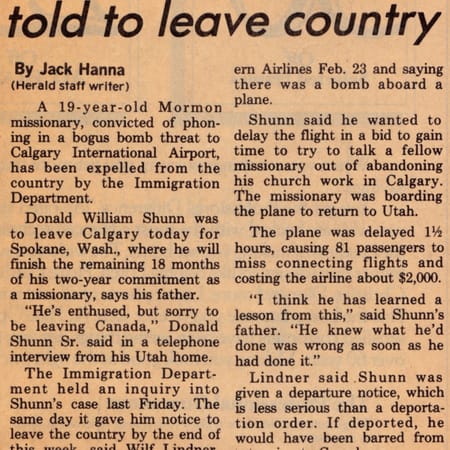 told to leave country
By Jack Hanna
(Herald staff writer)
A 19-year-old Mormon
missionary, convicted of phon-
ing in a bogus bomb threat to
Calgary International Airport,
has been expelled from the
country by the Immigration
Department.
Donald William Shunn was
to leave Calgary today for
Spokane, Wash., where he will
finish the remaining 18 months
of his two-year commitment as
a missionary, says his father.
"He's enthused, but sorry to
be leaving Canada," Donald
Shunn Sr. said in a telephone
interview from his Utah home.
The Immigration Depart-
ment held an inquiry into
Shunn's case last Friday. The
same day it gave him notice to
leave the country by the end of
this week, said Wilf Lindner,
ern Airlines Feb. 23 and saying
there was a bomb aboard a
plane.
Shunn said he wanted to
delay the flight in a bid to gain
time to try to talk a fellow
missionary out of abandoning
his church work in Calgary.
The missionary was boarding
the plane to return to Utah.
The plane was delayed 1½
hours, causing 81 passengers to
miss connecting flights and
costing the airline about $2,000.
"I think he has learned a
lesson from this," said Shunn's
father. "He knew what he'd
done was wrong as soon as he
had done it."
Lindner said Shunn was
given a departure notice, which
is less serious than a deporta-
tion order. If deported, he
would have been barred from